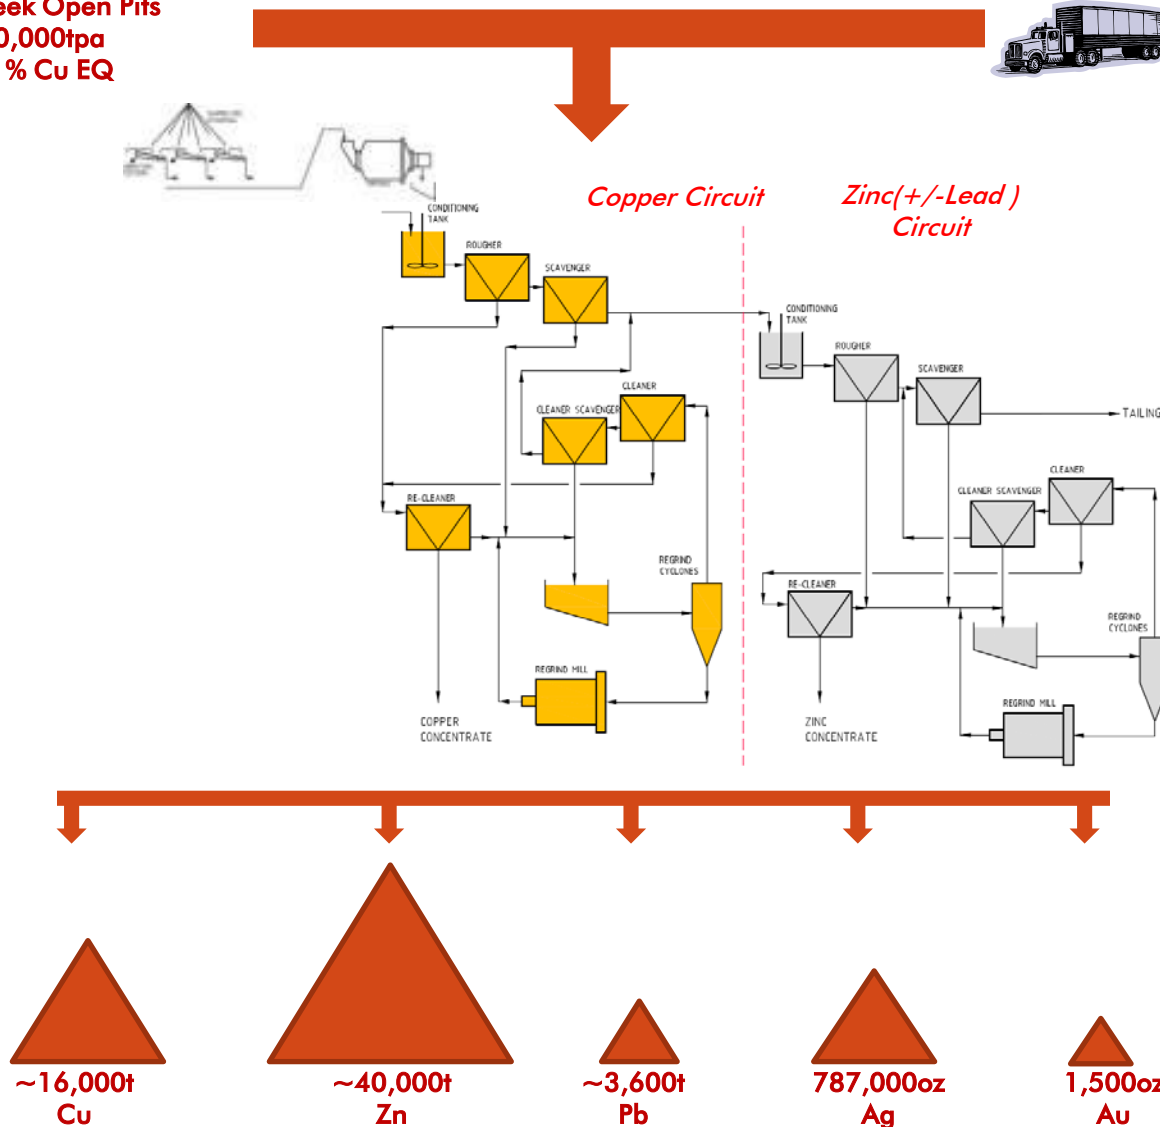 eek Open Pits
0,000tpa
% Cu EQ
Copper Circuit
Zinc(+/-Lead )
Circuit
CONDITIONING
TANK
ROUGHER
SCAVENGER
CONDITIONING
TANK
ROUGHER
SCAVENGER
TAILING
CLEANER
CLEANER SCAVENGER
CLEANER
CLEANER SCAVENGER
RE-CLEANER
REGRIND
CYCLONES
RE-CLEANER
REGRIND
CYCLONES
REGRIND MILL
REGRIND MILL
COPPER
CONCENTRATE
ZINC
CONCENTRATE
~16,000t
Cu
~40,000t
Zn
~3,600t
Pb
787,000oz
Ag
1,500oz
Au